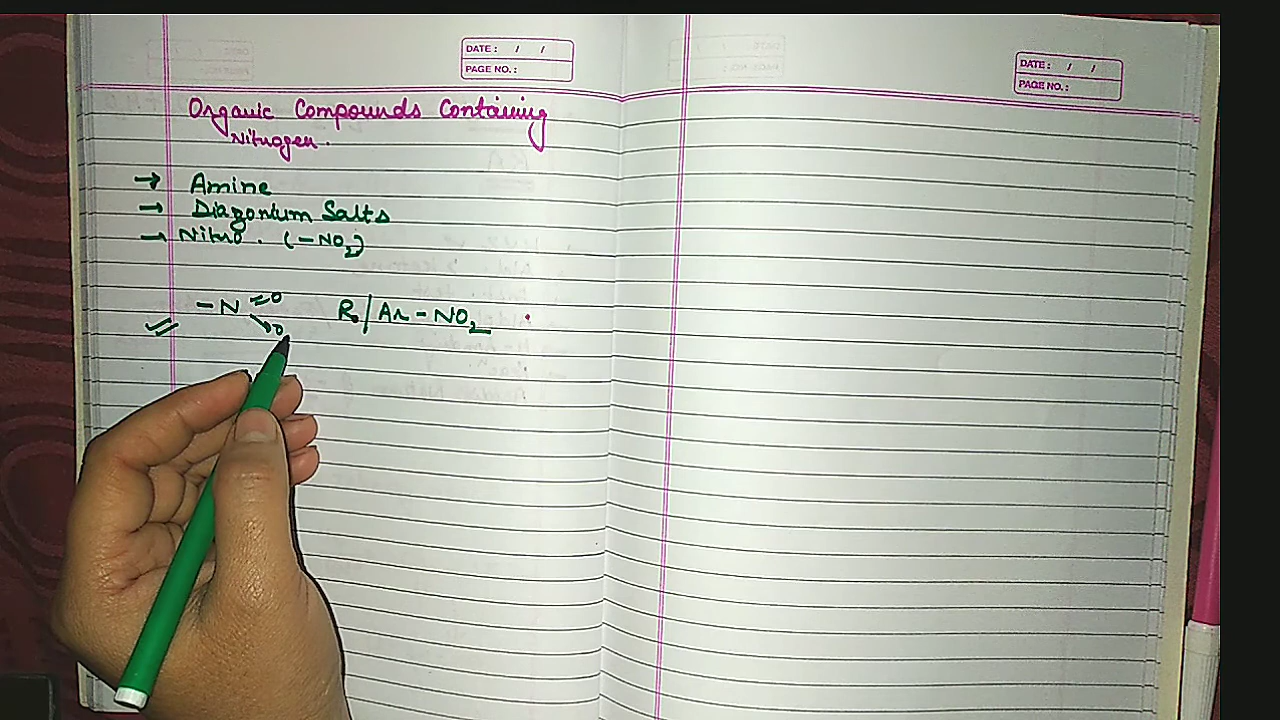 DATE: / /
PAGE NO.:
DATE: / /
PAGE NO.:
Organic Compounds Containing
Nitrogen.
→ Amine
→ Diazonium Salts
→ Nitro. (-NO2)
-N =O
O
R/Ar-NO2